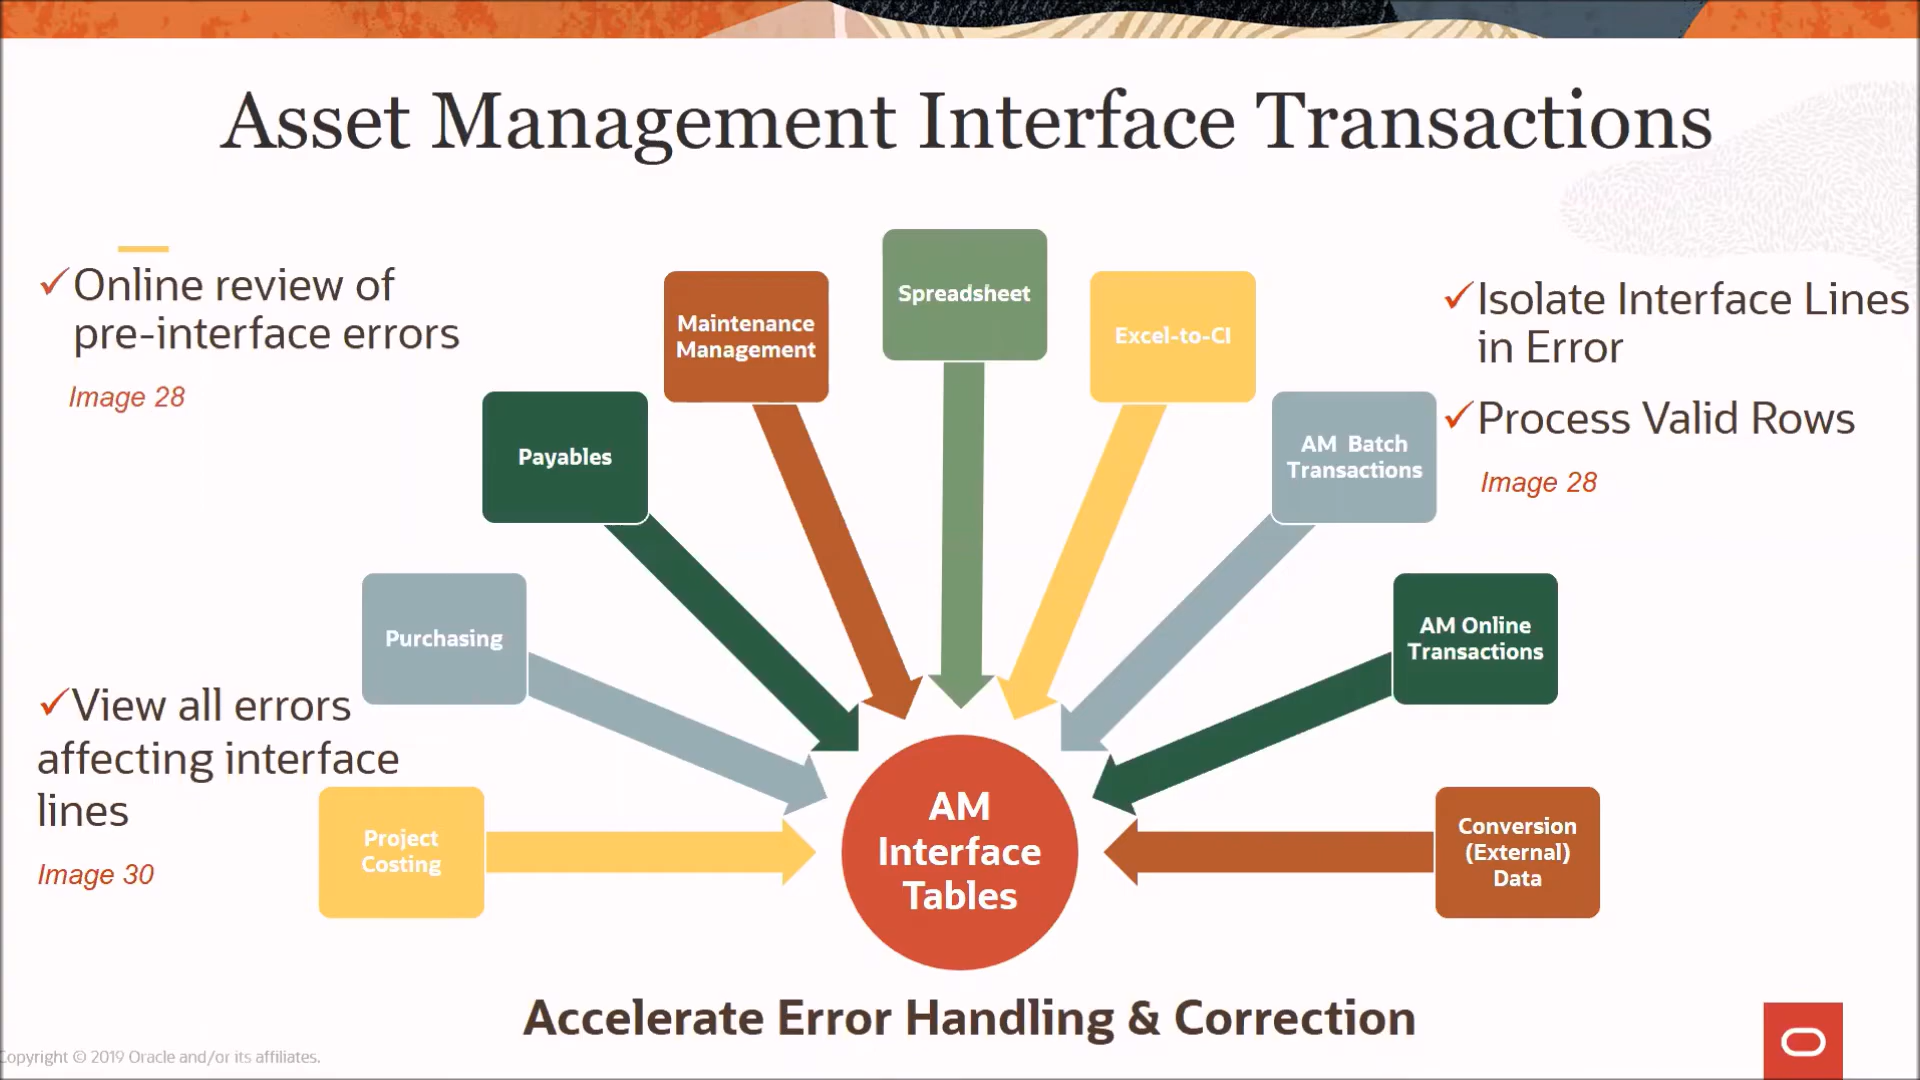 Asset Management Interface Transactions
✓Online review of
pre-interface errors
Image 28
✓View all errors
affecting interface
lines
Image 30
Project
Costing
Purchasing
Payables
Maintenance
Management
Spreadsheet
Excel-to-CI
AM Batch
Transactions
AM Online
Transactions
Conversion
(External)
Data
AM
Interface
Tables
✓Isolate Interface Lines
in Error
✓Process Valid Rows
Image 28
Accelerate Error Handling & Correction
opyright © 2019 Oracle and/or its affiliates.